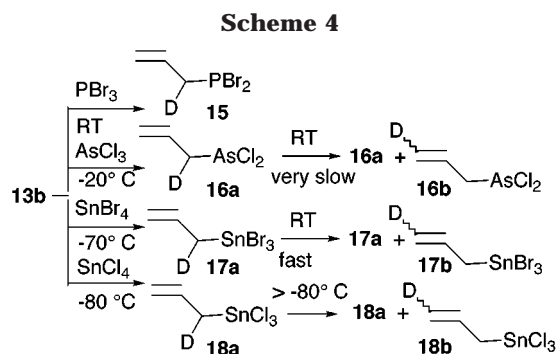 Scheme 4
PBr₃
PBr₂
D
15
RT
AsCl₃
AsCl₂
RT
D
16a +
-20° C
D
16a
very slow
AsCl₂
16b
13b
SnBr₄
SnBr₃
RT
D
17a +
-70° C
D
17a
fast
SnBr₃
17b
SnCl₄
-80 °C
SnCl₃
> -80° C
D
18a +
D
18a
SnCl₃
18b